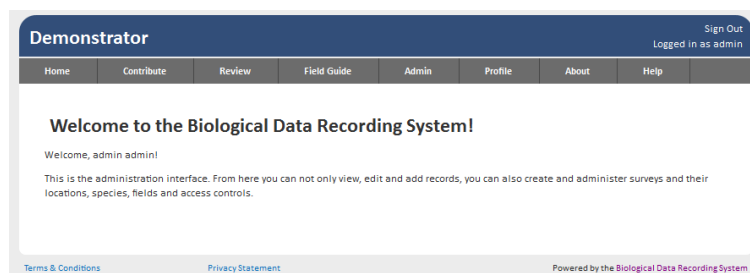 Demonstrator
Sign Out
Logged in as admin
Home Contribute Review Field Guide Admin Profile About Help
Welcome to the Biological Data Recording System!
Welcome, admin admin!
This is the administration interface. From here you can not only view, edit and add records, you can also create and administer surveys and their
locations, species, fields and access controls.
Terms & Conditions Privacy Statement Powered by the Biological Data Recording System